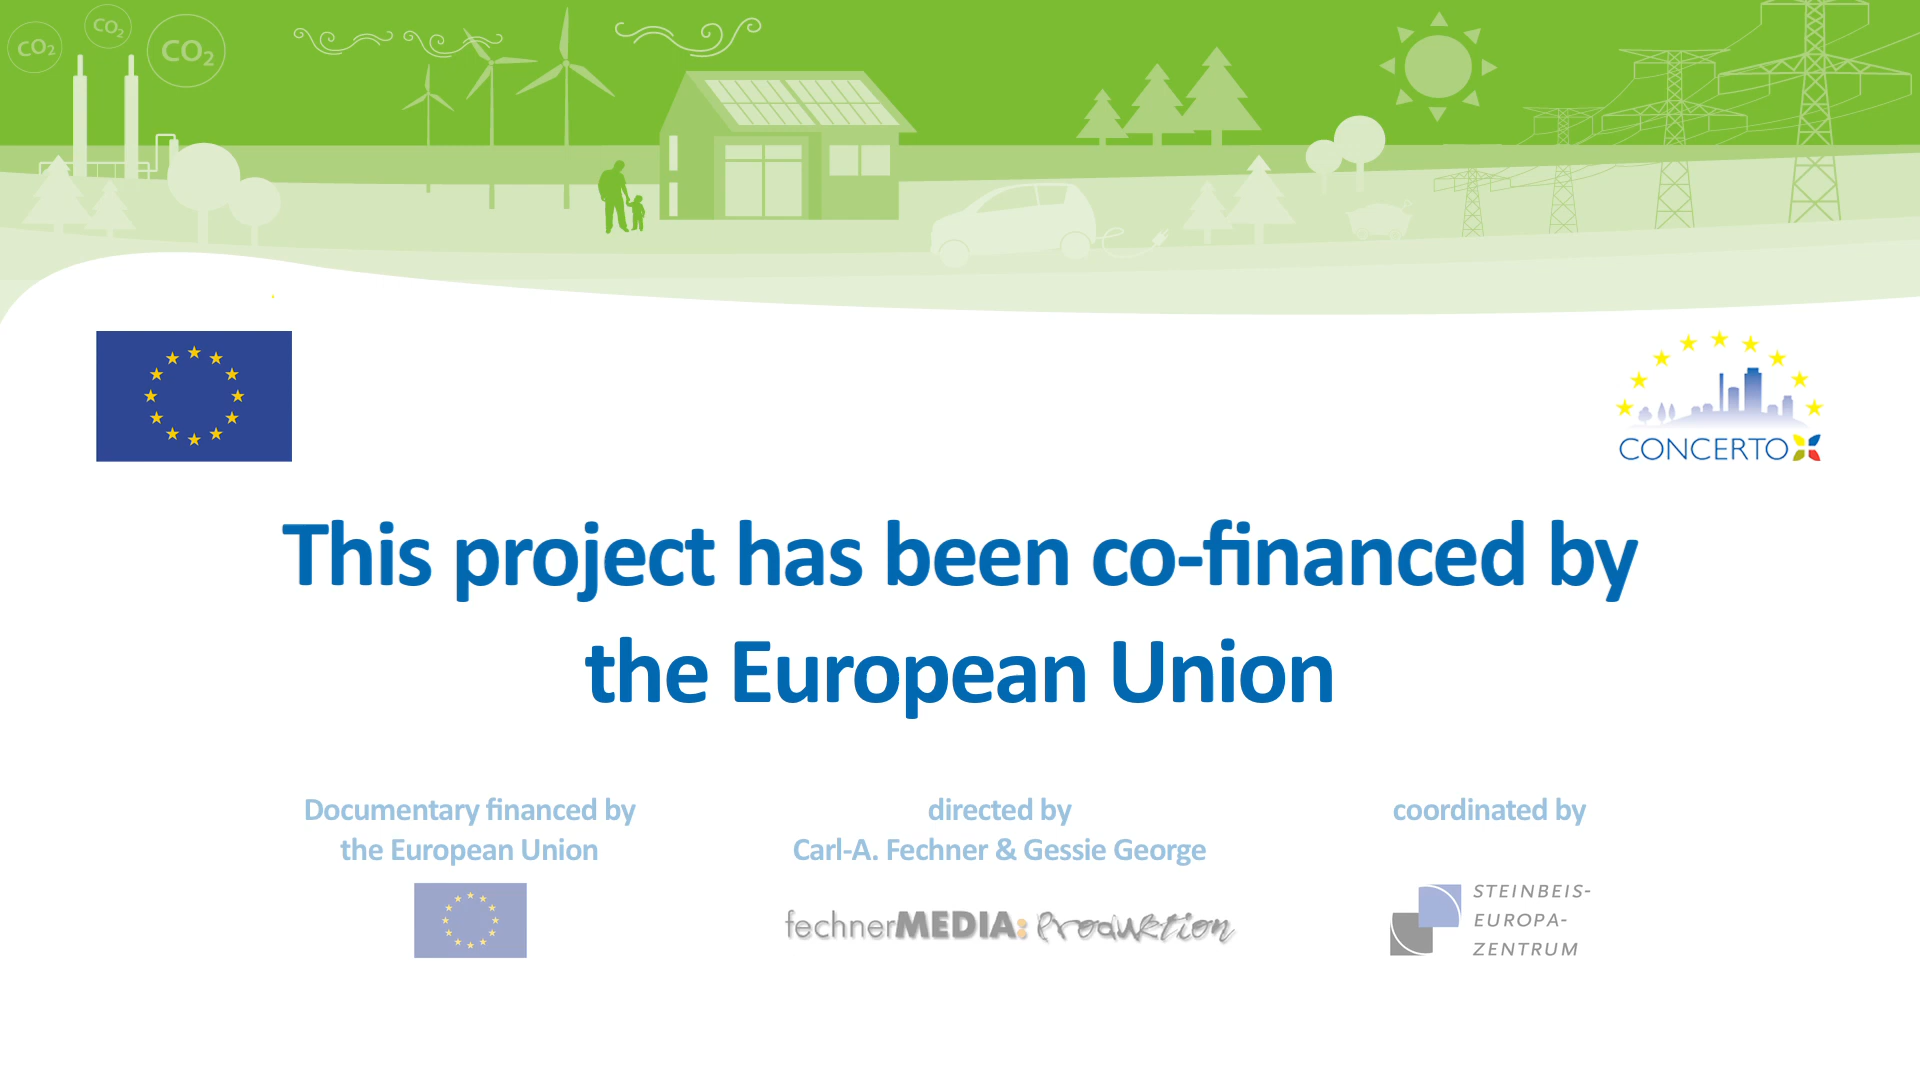 CO2
CO2
CO2
CONCERTO
This project has been co-financed by
the European Union
Documentary financed by
the European Union
directed by
Carl-A. Fechner & Gessie George
fechnerMEDIA: Produktion
coordinated by
STEINBEIS-
EUROPA-
ZENTRUM